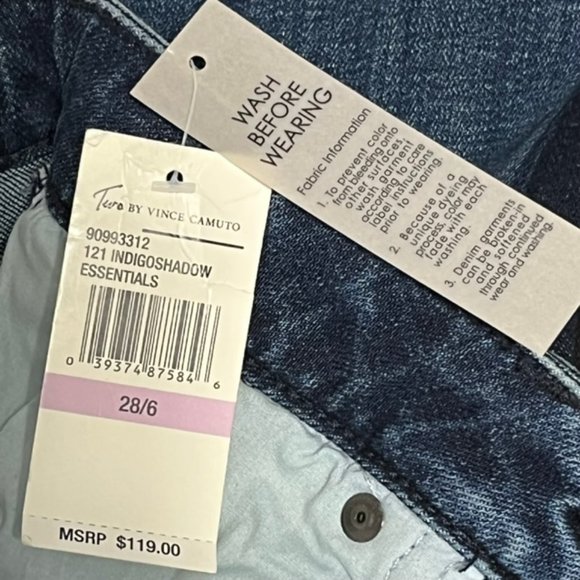 WASH
BEFORE
WEARING
Fabric Information
1. To prevent color
from bleeding onto
other surfaces,
wash garment
according to care
label instructions
prior to wearing.
2. Because of a
unique dyeing
process, color may
fade with each
washing.
3. Denim garments
can be broken-in
and softened
through continued
wear and washing.
Two BY VINCE CAMUTO
90993312
121 INDIGOSHADOW
ESSENTIALS
0 39374 87584 6
28/6
MSRP $119.00